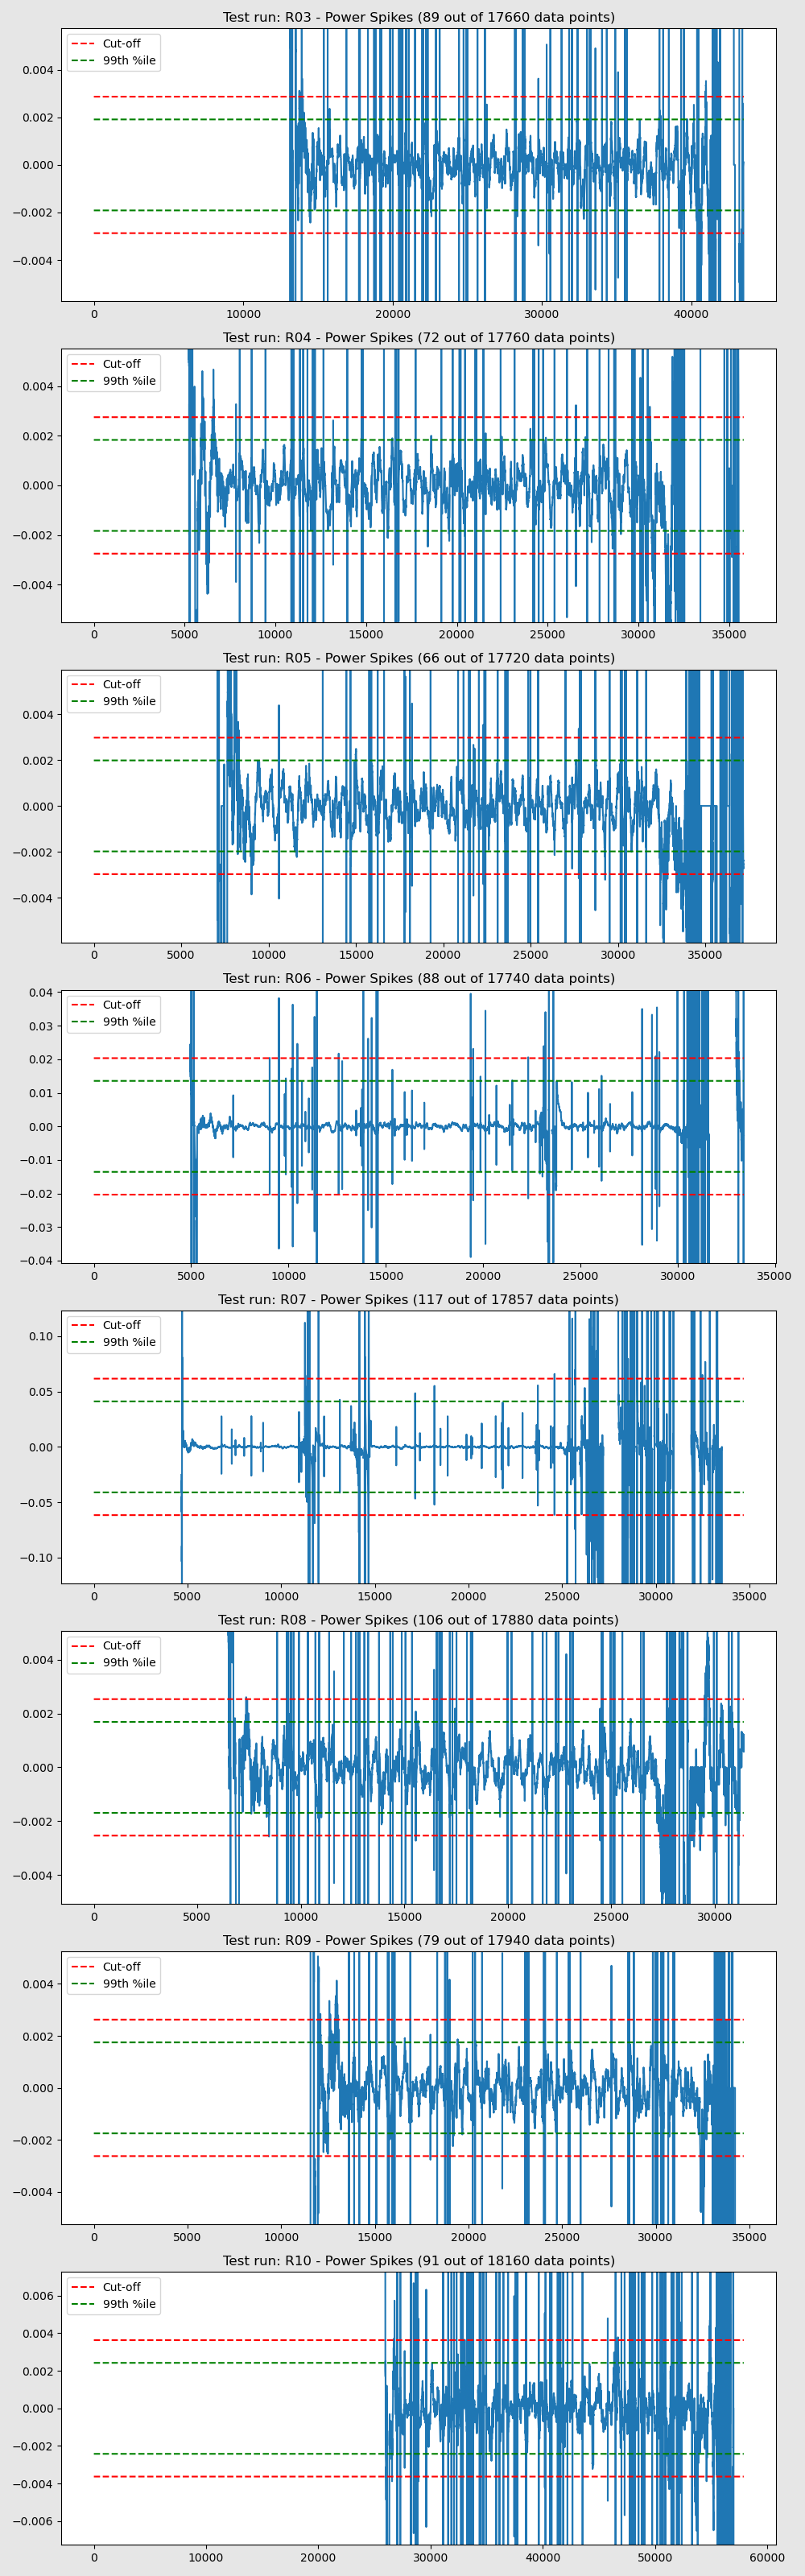 Test run: R03 - Power Spikes (89 out of 17660 data points)
Cut-off
99th %ile
0.004
0.002
0.000
−0.002
−0.004
0 10000 20000 30000 40000
Test run: R04 - Power Spikes (72 out of 17760 data points)
Cut-off
99th %ile
0.004
0.002
0.000
−0.002
−0.004
0 5000 10000 15000 20000 25000 30000 35000
Test run: R05 - Power Spikes (66 out of 17720 data points)
Cut-off
99th %ile
0.004
0.002
0.000
−0.002
−0.004
0 5000 10000 15000 20000 25000 30000 35000
Test run: R06 - Power Spikes (88 out of 17740 data points)
Cut-off
99th %ile
0.04
0.03
0.02
0.01
0.00
−0.01
−0.02
−0.03
−0.04
0 5000 10000 15000 20000 25000 30000 35000
Test run: R07 - Power Spikes (117 out of 17857 data points)
Cut-off
99th %ile
0.10
0.05
0.00
−0.05
−0.10
0 5000 10000 15000 20000 25000 30000 35000
Test run: R08 - Power Spikes (106 out of 17880 data points)
Cut-off
99th %ile
0.004
0.002
0.000
−0.002
−0.004
0 5000 10000 15000 20000 25000 30000
Test run: R09 - Power Spikes (79 out of 17940 data points)
Cut-off
99th %ile
0.004
0.002
0.000
−0.002
−0.004
0 5000 10000 15000 20000 25000 30000 35000
Test run: R10 - Power Spikes (91 out of 18160 data points)
Cut-off
99th %ile
0.006
0.004
0.002
0.000
−0.002
−0.004
−0.006
0 10000 20000 30000 40000 50000 60000